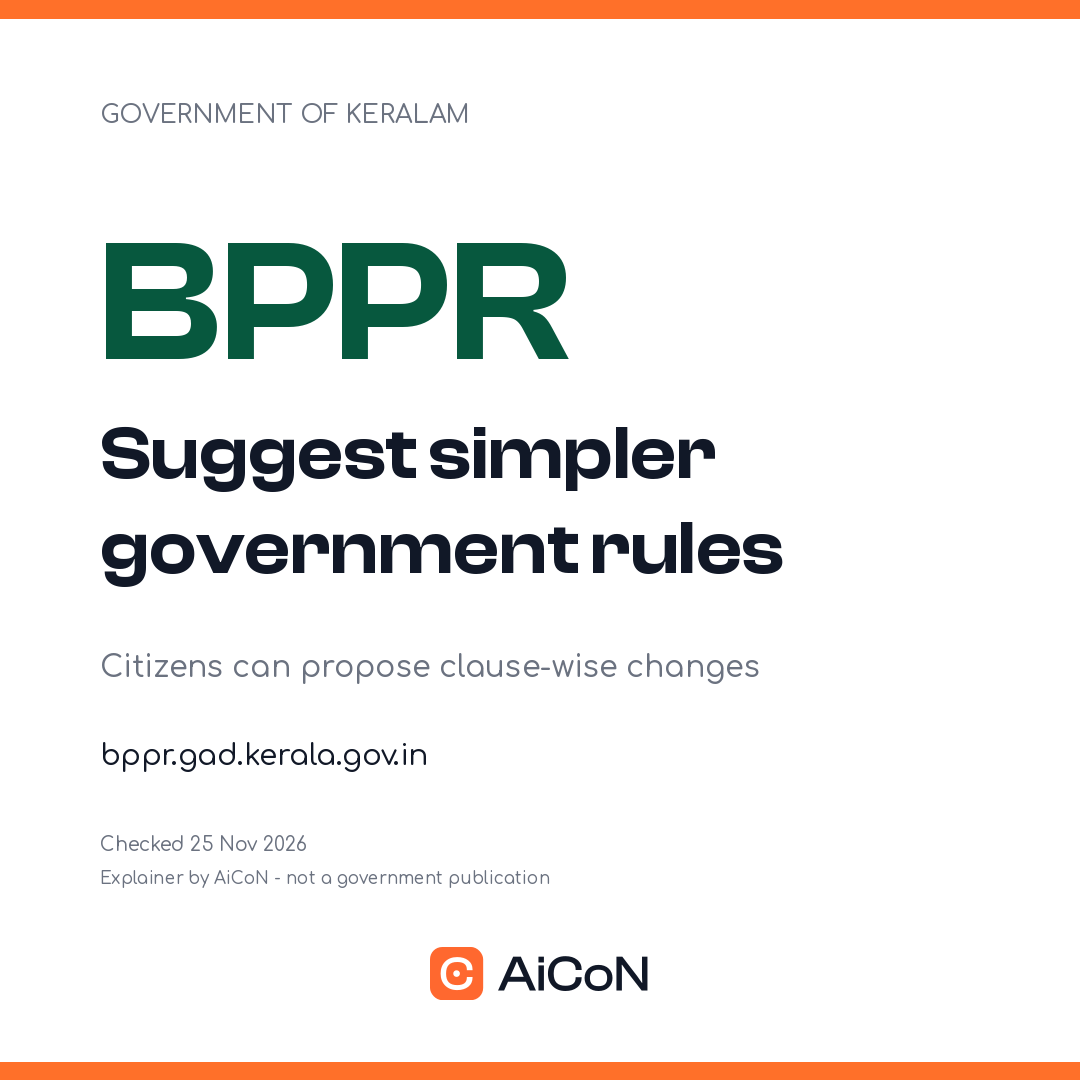 GOVERNMENT OF KERALAM
BPPR
Suggest simpler
government rules
Citizens can propose clause-wise changes
bppr.gad.kerala.gov.in
Checked 25 Nov 2026
Explainer by AiCoN - not a government publication
AiCoN